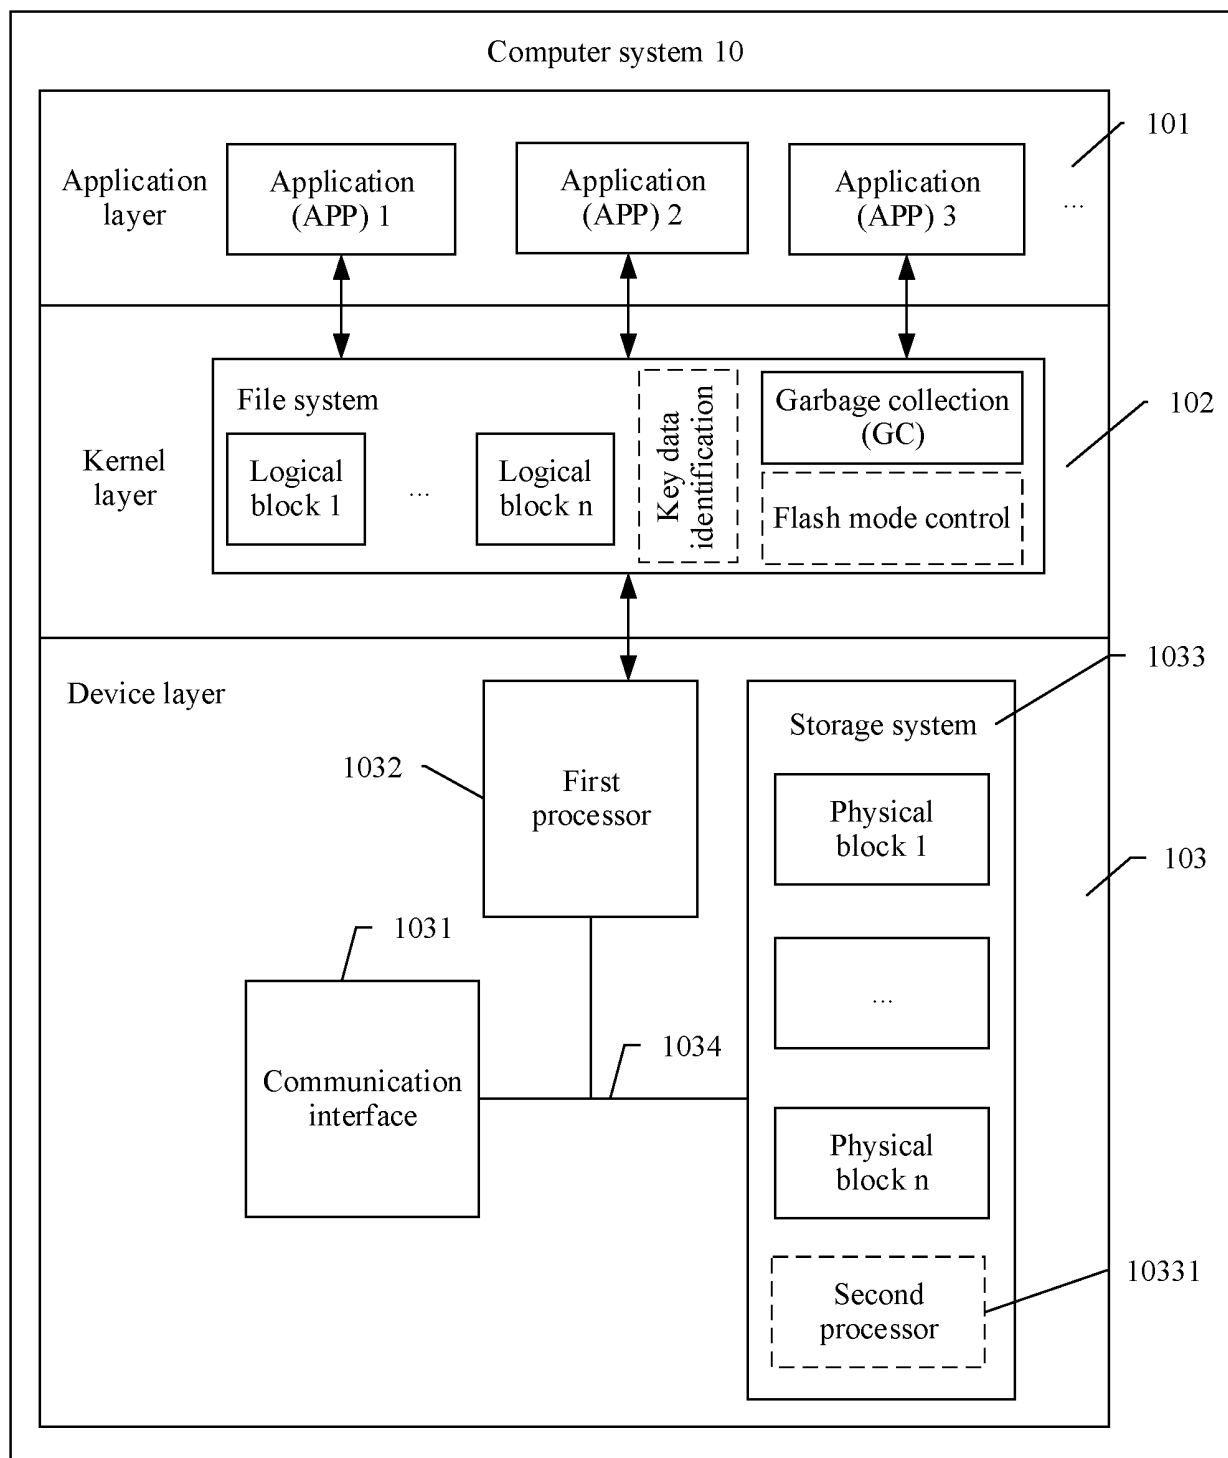 Computer system 10
101
Application
layer
Application
(APP) 1
Application
(APP) 2
Application
(APP) 3
...
102
Kernel
layer
File system
Logical
block 1
...
Logical
block n
Key data
identification
Garbage collection
(GC)
Flash mode control
Device layer
1033
Storage system
1032
First
processor
Physical
block 1
103
1031
Communication
interface
1034
...
Physical
block n
10331
Second
processor